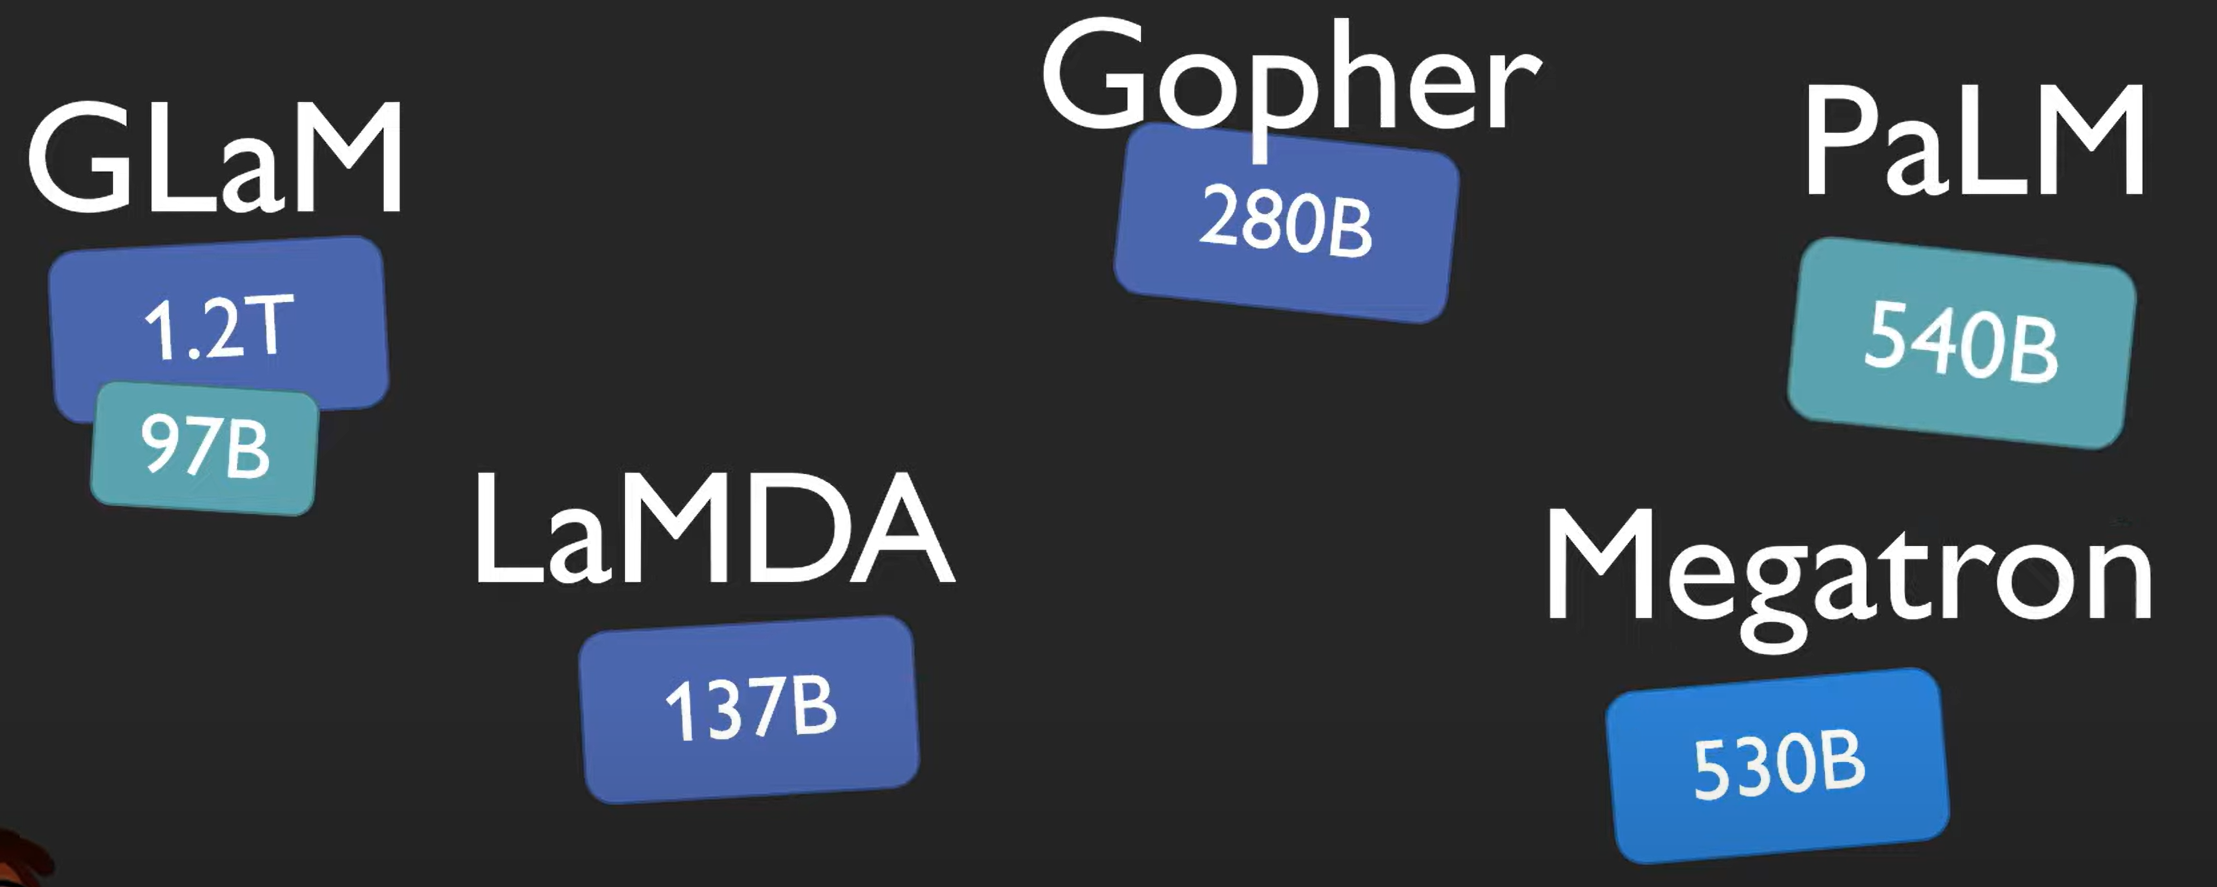 GLaM
1.2T
97B
LaMDA
137B
Gopher
280B
PaLM
540B
Megatron
530B